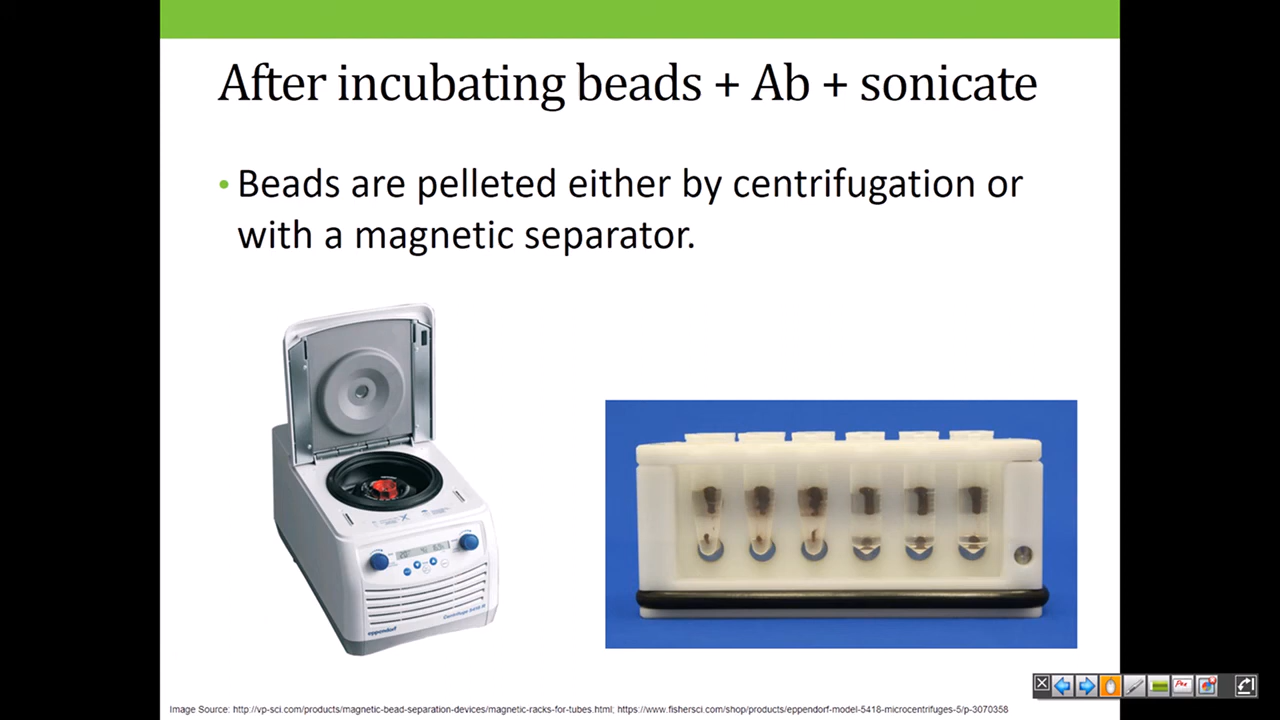 After incubating beads + Ab + sonicate
• Beads are pelleted either by centrifugation or
with a magnetic separator.
eppendorf
Image Source: http://vp-sci.com/products/magnetic-bead-separation-devices/magnetic-racks-for-tubes.html; https://www.fishersci.com/shop/products/eppendorf-model-5418-microcentrifuges-5/p-3070358